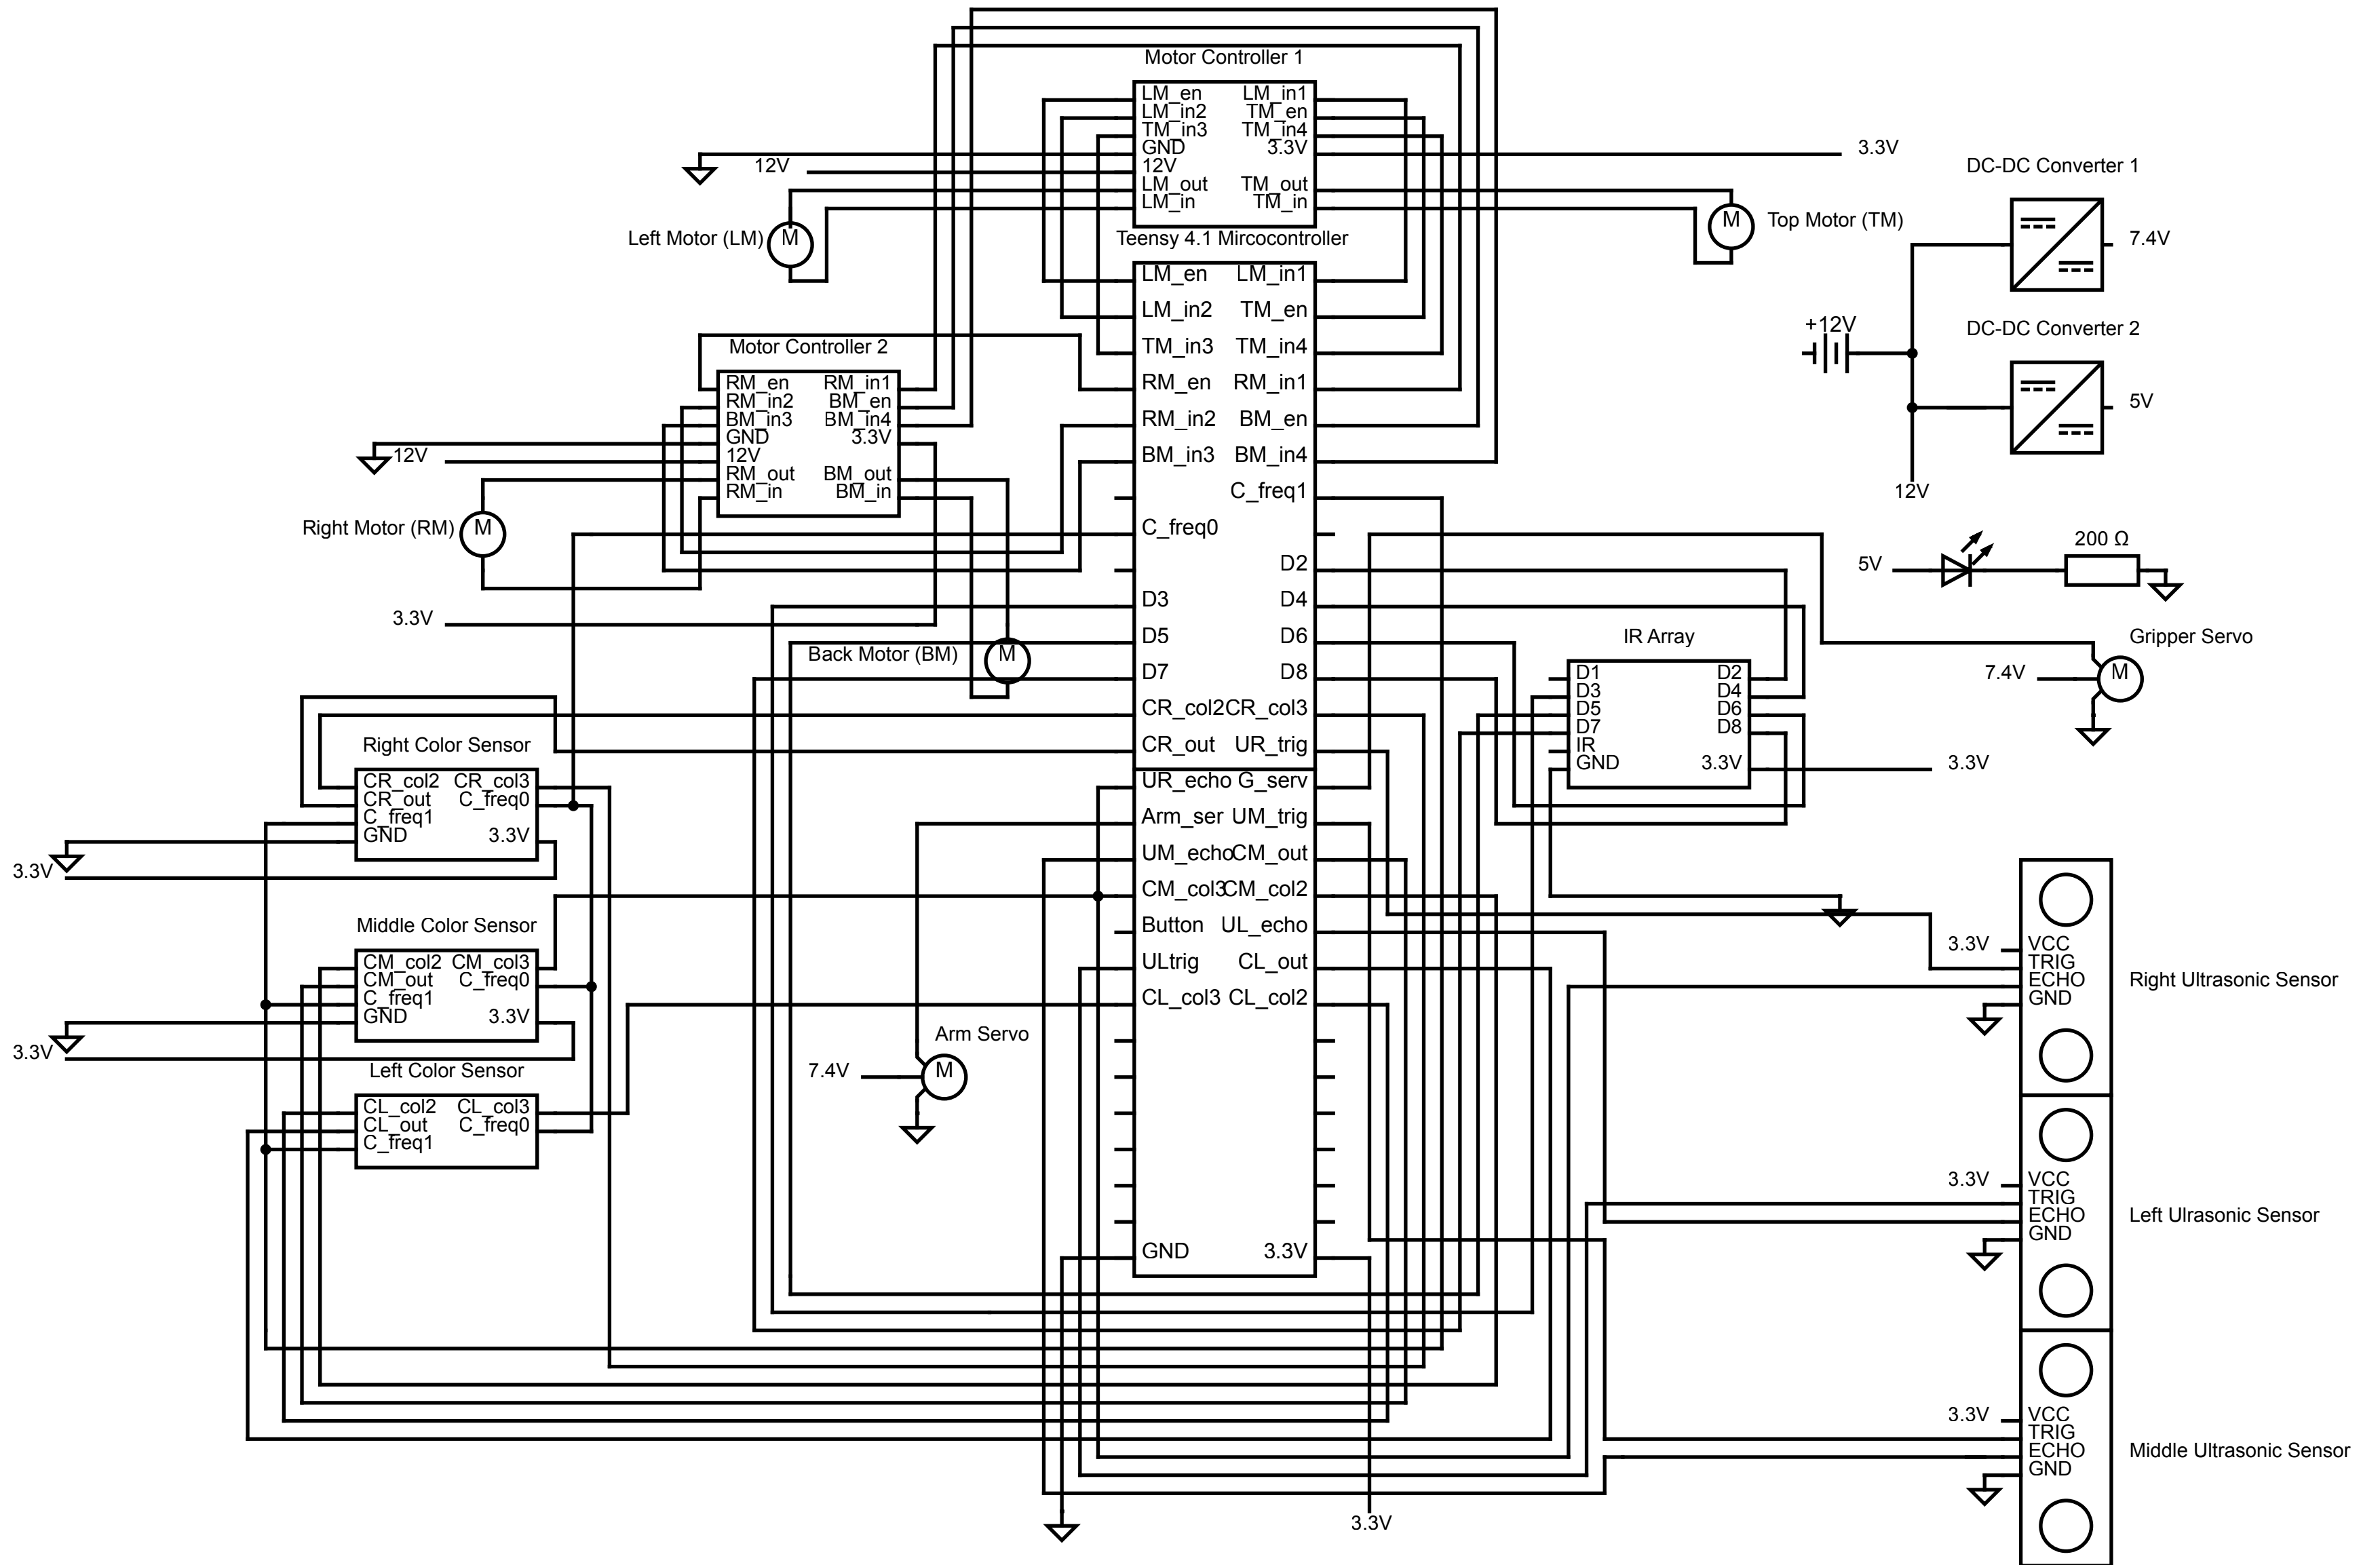 Motor Controller 1
LM_en LM_in1
LM_in2 TM_en
TM_in3 TM_in4
GND 3.3V
12V
LM_out TM_out
LM_in TM_in
12V
3.3V
Left Motor (LM)
M
M
Top Motor (TM)
DC-DC Converter 1
7.4V
DC-DC Converter 2
5V
+12V
12V
Teensy 4.1 Mircocontroller
LM_en LM_in1
LM_in2 TM_en
TM_in3 TM_in4
RM_en RM_in1
RM_in2 BM_en
BM_in3 BM_in4
C_freq1
C_freq0
D2
D3 D4
D5 D6
D7 D8
CR_col2 CR_col3
CR_out UR_trig
UR_echo G_serv
Arm_ser UM_trig
UM_echo CM_out
CM_col3 CM_col2
Button UL_echo
ULtrig CL_out
CL_col3 CL_col2
GND 3.3V
3.3V
Motor Controller 2
RM_en RM_in1
RM_in2 BM_en
BM_in3 BM_in4
GND 3.3V
12V
RM_out BM_out
RM_in BM_in
12V
Right Motor (RM)
M
3.3V
Back Motor (BM)
M
5V
200 Ω
Gripper Servo
7.4V
M
IR Array
D1 D2
D3 D4
D5 D6
D7 D8
IR
GND 3.3V
3.3V
Right Color Sensor
CR_col2 CR_col3
CR_out C_freq0
C_freq1
GND 3.3V
3.3V
Middle Color Sensor
CM_col2 CM_col3
CM_out C_freq0
C_freq1
GND 3.3V
3.3V
Left Color Sensor
CL_col2 CL_col3
CL_out C_freq0
C_freq1
Arm Servo
7.4V
M
3.3V
VCC
TRIG
ECHO
GND
Right Ultrasonic Sensor
3.3V
VCC
TRIG
ECHO
GND
Left Ulrasonic Sensor
3.3V
VCC
TRIG
ECHO
GND
Middle Ultrasonic Sensor